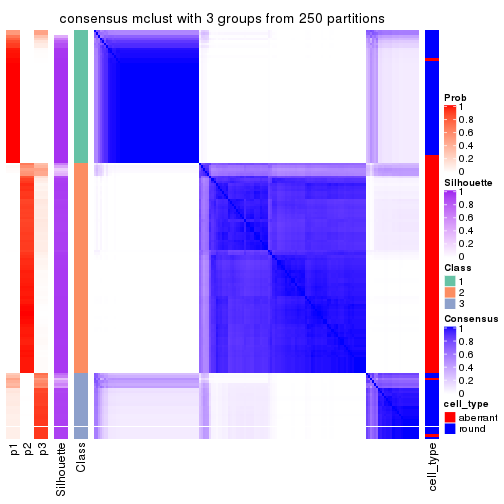 consensus mclust with 3 groups from 250 partitions
Prob
1
0.8
0.6
0.4
0.2
0
Silhouette
1
0.8
0.6
0.4
0.2
0
Class
1
2
3
Consensus
1
0.8
0.6
0.4
0.2
0
cell_type
aberrant
round
p1
p2
p3
Silhouette
Class
cell_type